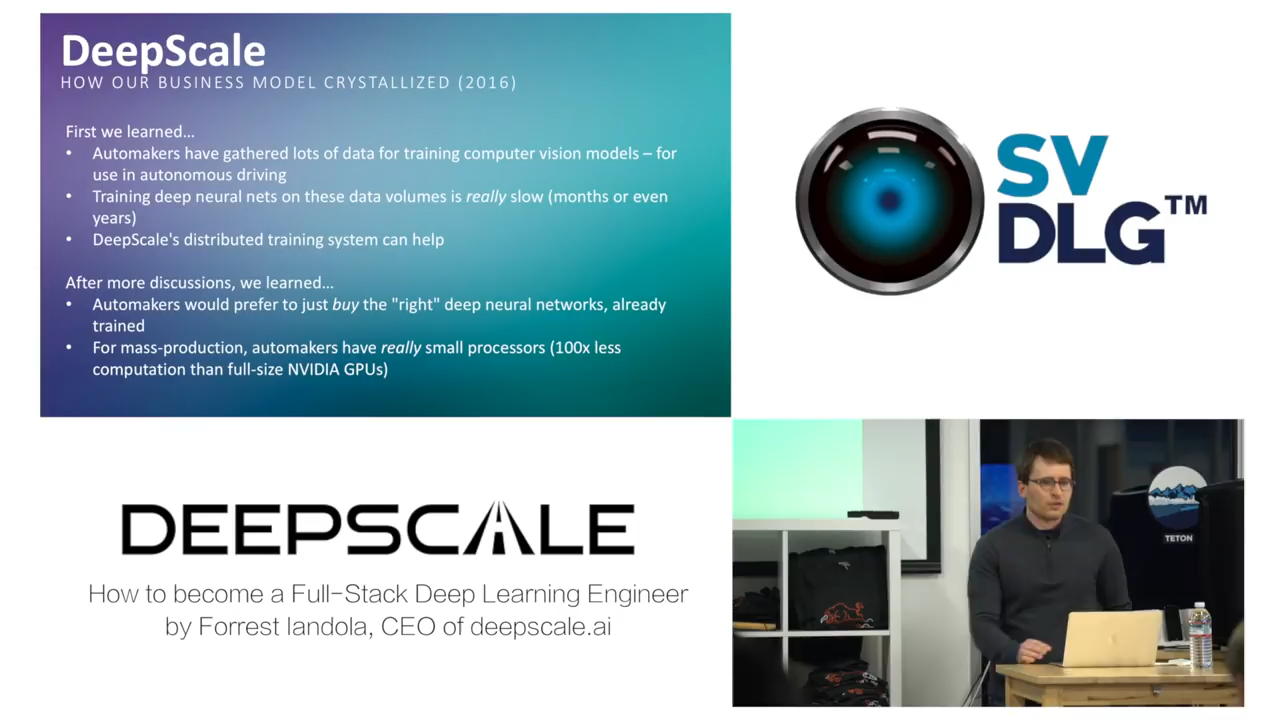 DeepScale
HOW OUR BUSINESS MODEL CRYSTALLIZED (2016)
First we learned…
• Automakers have gathered lots of data for training computer vision models – for
use in autonomous driving
• Training deep neural nets on these data volumes is really slow (months or even
years)
• DeepScale's distributed training system can help
After more discussions, we learned…
• Automakers would prefer to just buy the "right" deep neural networks, already
trained
• For mass-production, automakers have really small processors (100x less
computation than full-size NVIDIA GPUs)
SV
DLG™
DEEPSCALE
How to become a Full-Stack Deep Learning Engineer
by Forrest Iandola, CEO of deepscale.ai
TETON